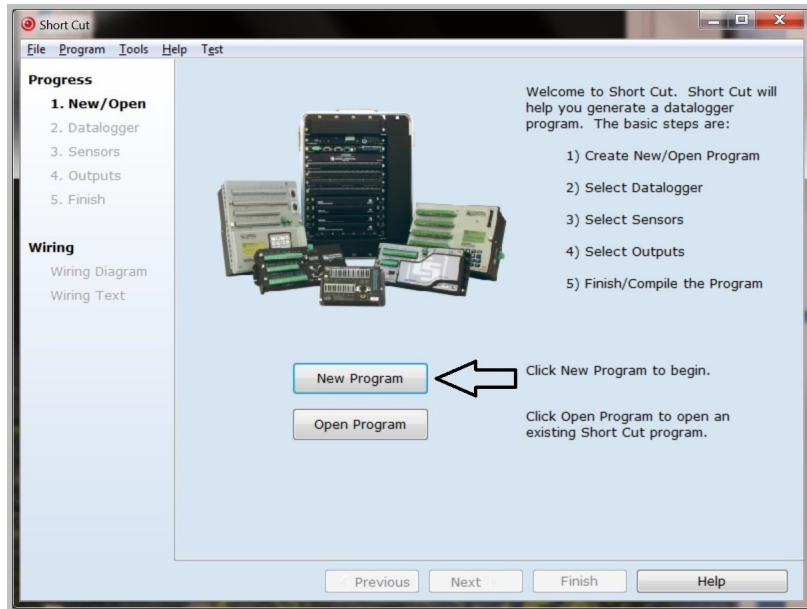 Short Cut
File Program Tools Help Test
Progress
1. New/Open
2. Datalogger
3. Sensors
4. Outputs
5. Finish
Wiring
Wiring Diagram
Wiring Text
Welcome to Short Cut. Short Cut will
help you generate a datalogger
program. The basic steps are:
1) Create New/Open Program
2) Select Datalogger
3) Select Sensors
4) Select Outputs
5) Finish/Compile the Program
New Program
Click New Program to begin.
Open Program
Click Open Program to open an
existing Short Cut program.
Previous Next Finish Help